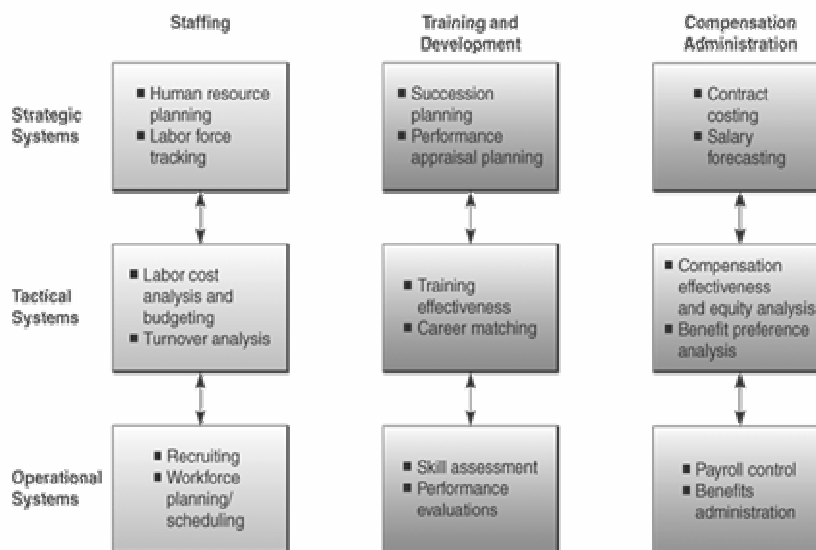 Staffing
Training and
Development
Compensation
Administration
Strategic
Systems
■ Human resource
planning
■ Labor force
tracking
■ Succession
planning
■ Performance
appraisal planning
■ Contract
costing
■ Salary
forecasting
Tactical
Systems
■ Labor cost
analysis and
budgeting
■ Turnover analysis
■ Training
effectiveness
■ Career matching
■ Compensation
effectiveness
and equity analysis
■ Benefit preference
analysis
Operational
Systems
■ Recruiting
■ Workforce
planning/
scheduling
■ Skill assessment
■ Performance
evaluations
■ Payroll control
■ Benefits
administration